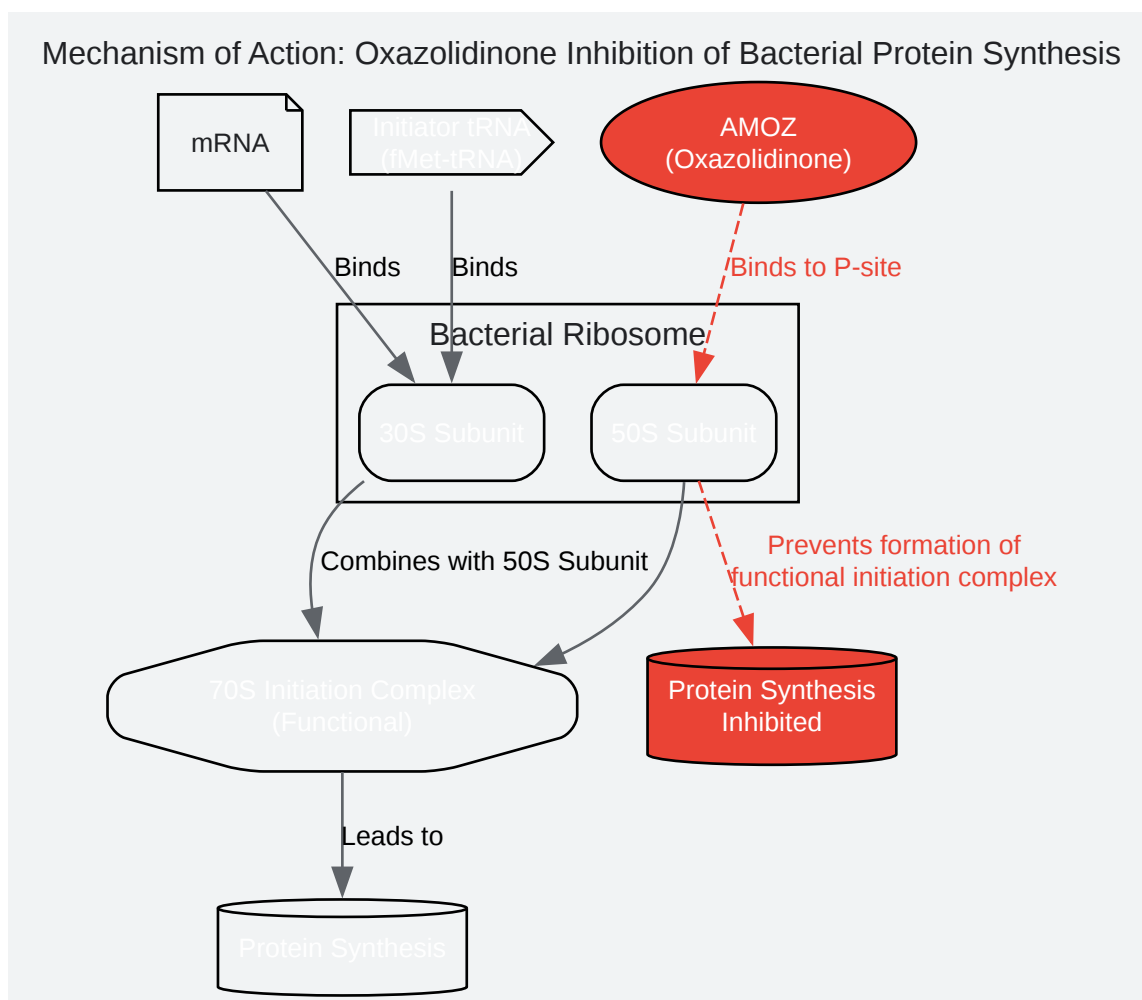 Mechanism of Action: Oxazolidinone Inhibition of Bacterial Protein Synthesis
mRNA
Initiator tRNA
(fMet-tRNA)
AMOZ
(Oxazolidinone)
Binds
Binds
Binds to P-site
Bacterial Ribosome
30S Subunit
50S Subunit
Combines with 50S Subunit
Prevents formation of
functional initiation complex
70S Initiation Complex
(Functional)
Protein Synthesis
Inhibited
Leads to
Protein Synthesis